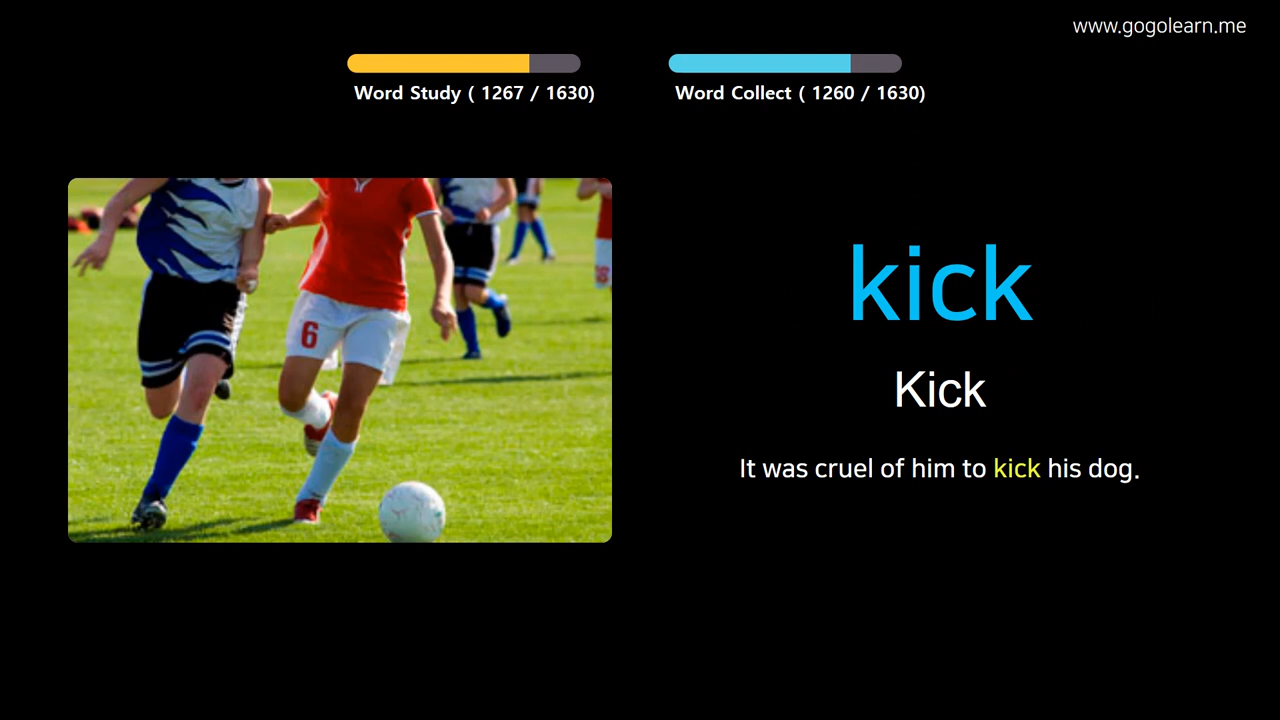 www.gogolearn.me
Word Study ( 1267 / 1630)
Word Collect ( 1260 / 1630)
6
kick
Kick
It was cruel of him to kick his dog.